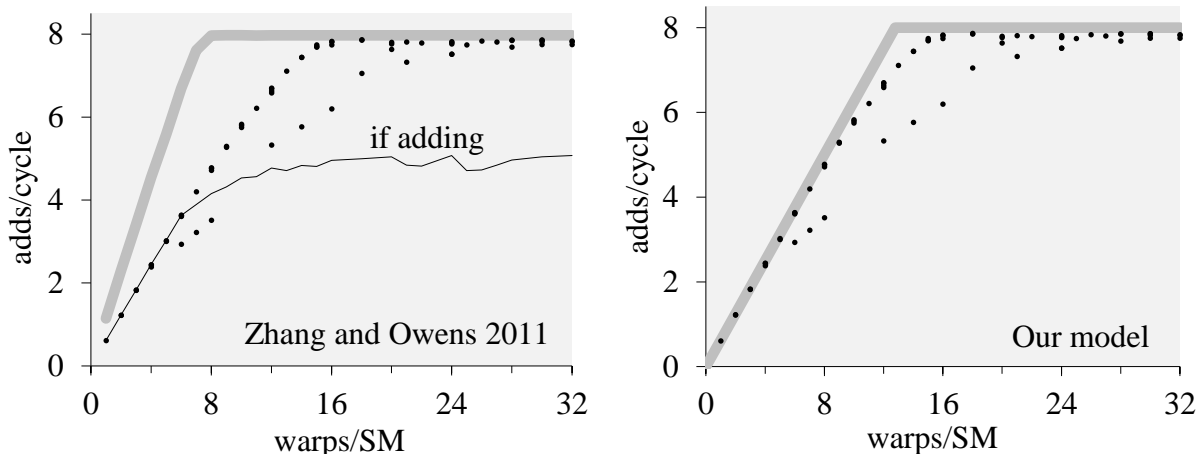 8
6
4
2
0
adds/cycle
if adding
Zhang and Owens 2011
0 8 16 24 32
warps/SM
8
6
4
2
0
adds/cycle
Our model
0 8 16 24 32
warps/SM